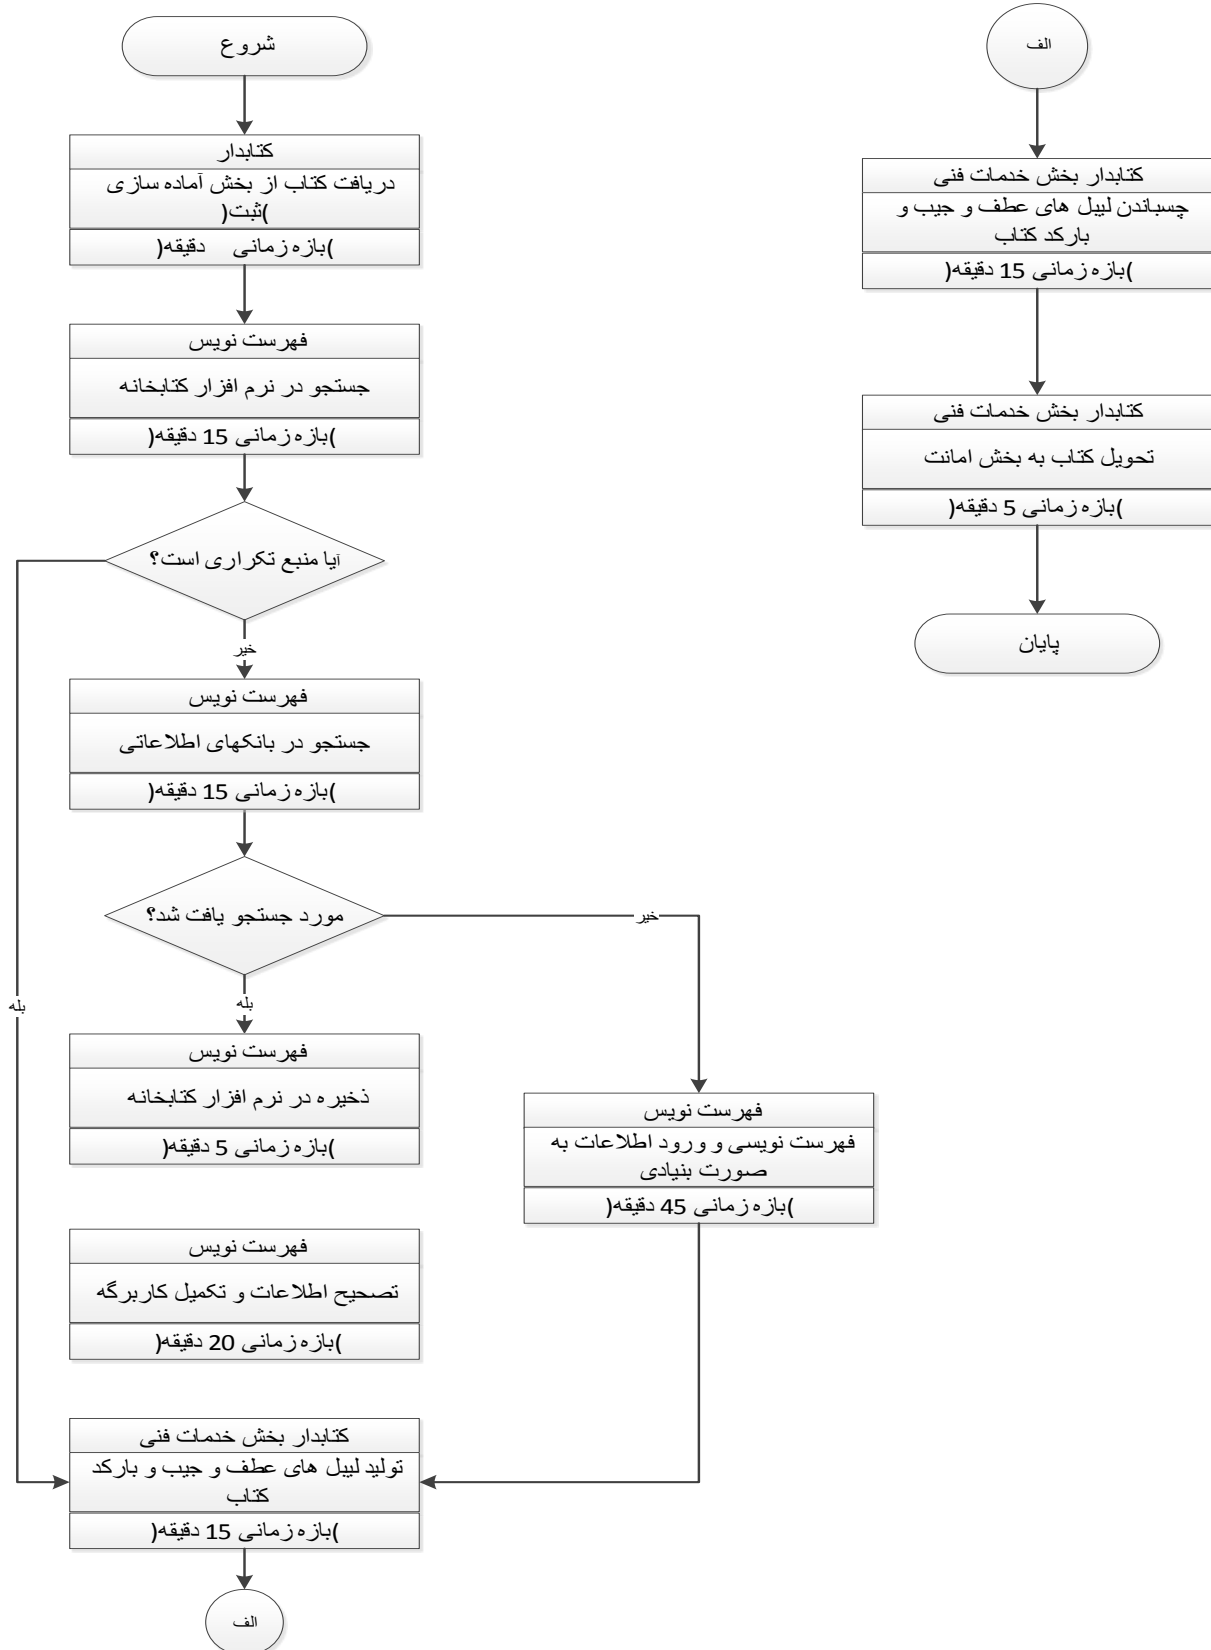 شروع
کتابدار
دریافت کتاب از بخش آماده سازی
)ثبت(
)بازه زمانی    دقیقه(
فهرست نویس
جستجو در نرم افزار کتابخانه
)بازه زمانی 15 دقیقه(
آیا منبع تکراری است؟
خیر
فهرست نویس
جستجو در بانکهای اطلاعاتی
)بازه زمانی 15 دقیقه(
مورد جستجو یافت شد؟
خیر
بله
بله
فهرست نویس
ذخیره در نرم افزار کتابخانه
)بازه زمانی 5 دقیقه(
فهرست نویس
فهرست نویسی و ورود اطلاعات به
صورت بنیادی
)بازه زمانی 45 دقیقه(
فهرست نویس
تصحیح اطلاعات و تکمیل کاربرگه
)بازه زمانی 20 دقیقه(
کتابدار بخش خدمات فنی
تولید لیبل های عطف و جیب و بارکد
کتاب
)بازه زمانی 15 دقیقه(
الف
الف
کتابدار بخش خدمات فنی
چسباندن لیبل های عطف و جیب و
بارکد کتاب
)بازه زمانی 15 دقیقه(
کتابدار بخش خدمات فنی
تحویل کتاب به بخش امانت
)بازه زمانی 5 دقیقه(
پایان